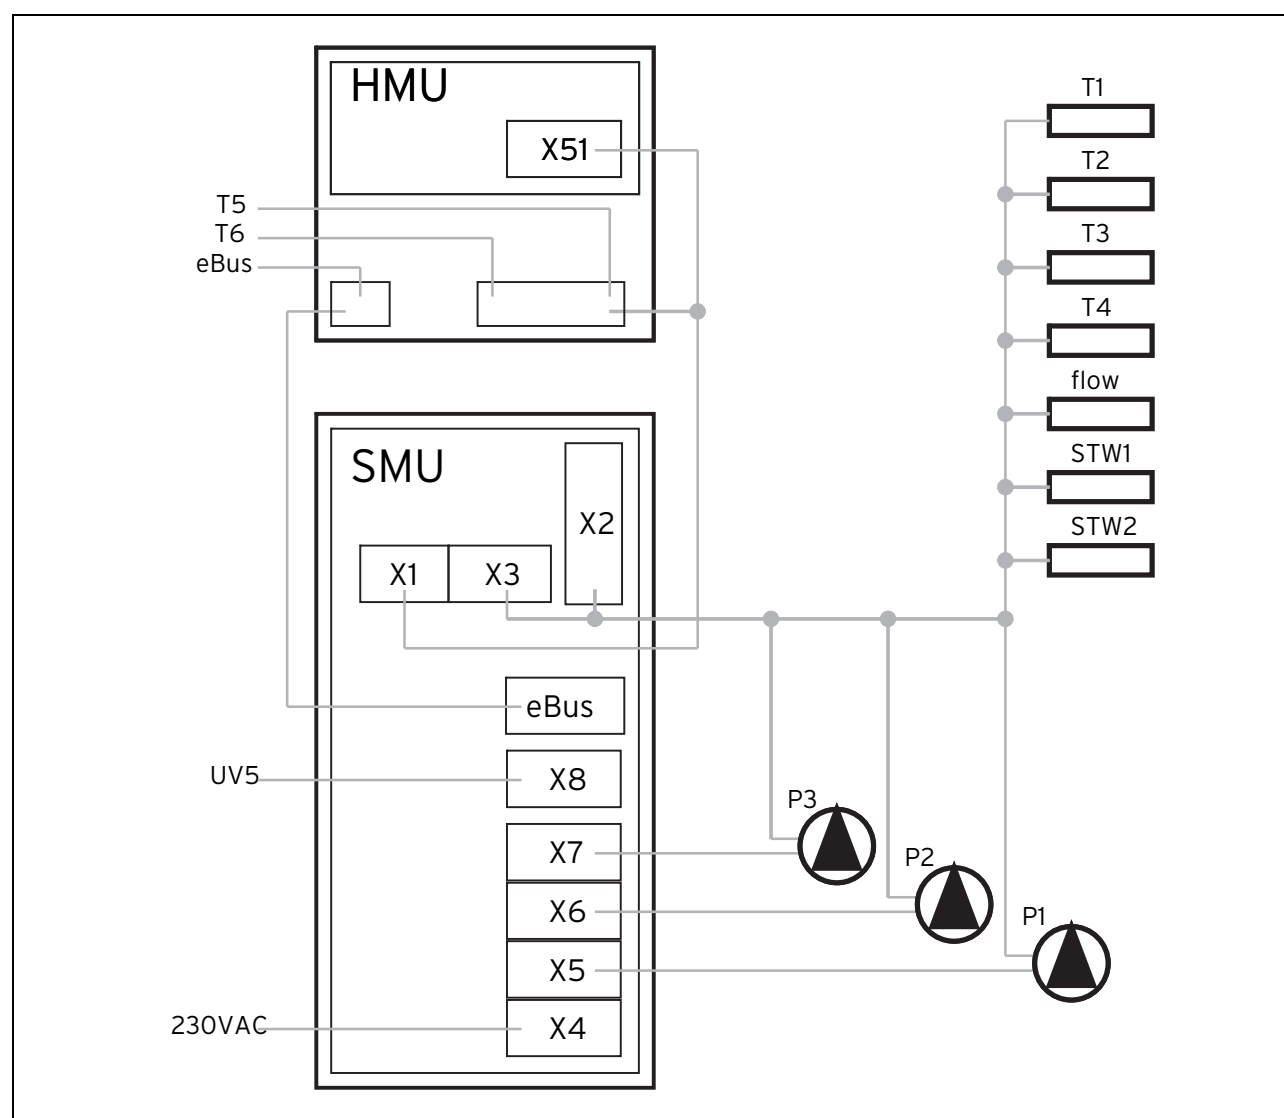 HMU
X51
T5
T6
eBus
SMU
X2
X1
X3
eBus
UV5
X8
X7
X6
X5
230VAC
X4
T1
T2
T3
T4
flow
STW1
STW2
P3
P2
P1